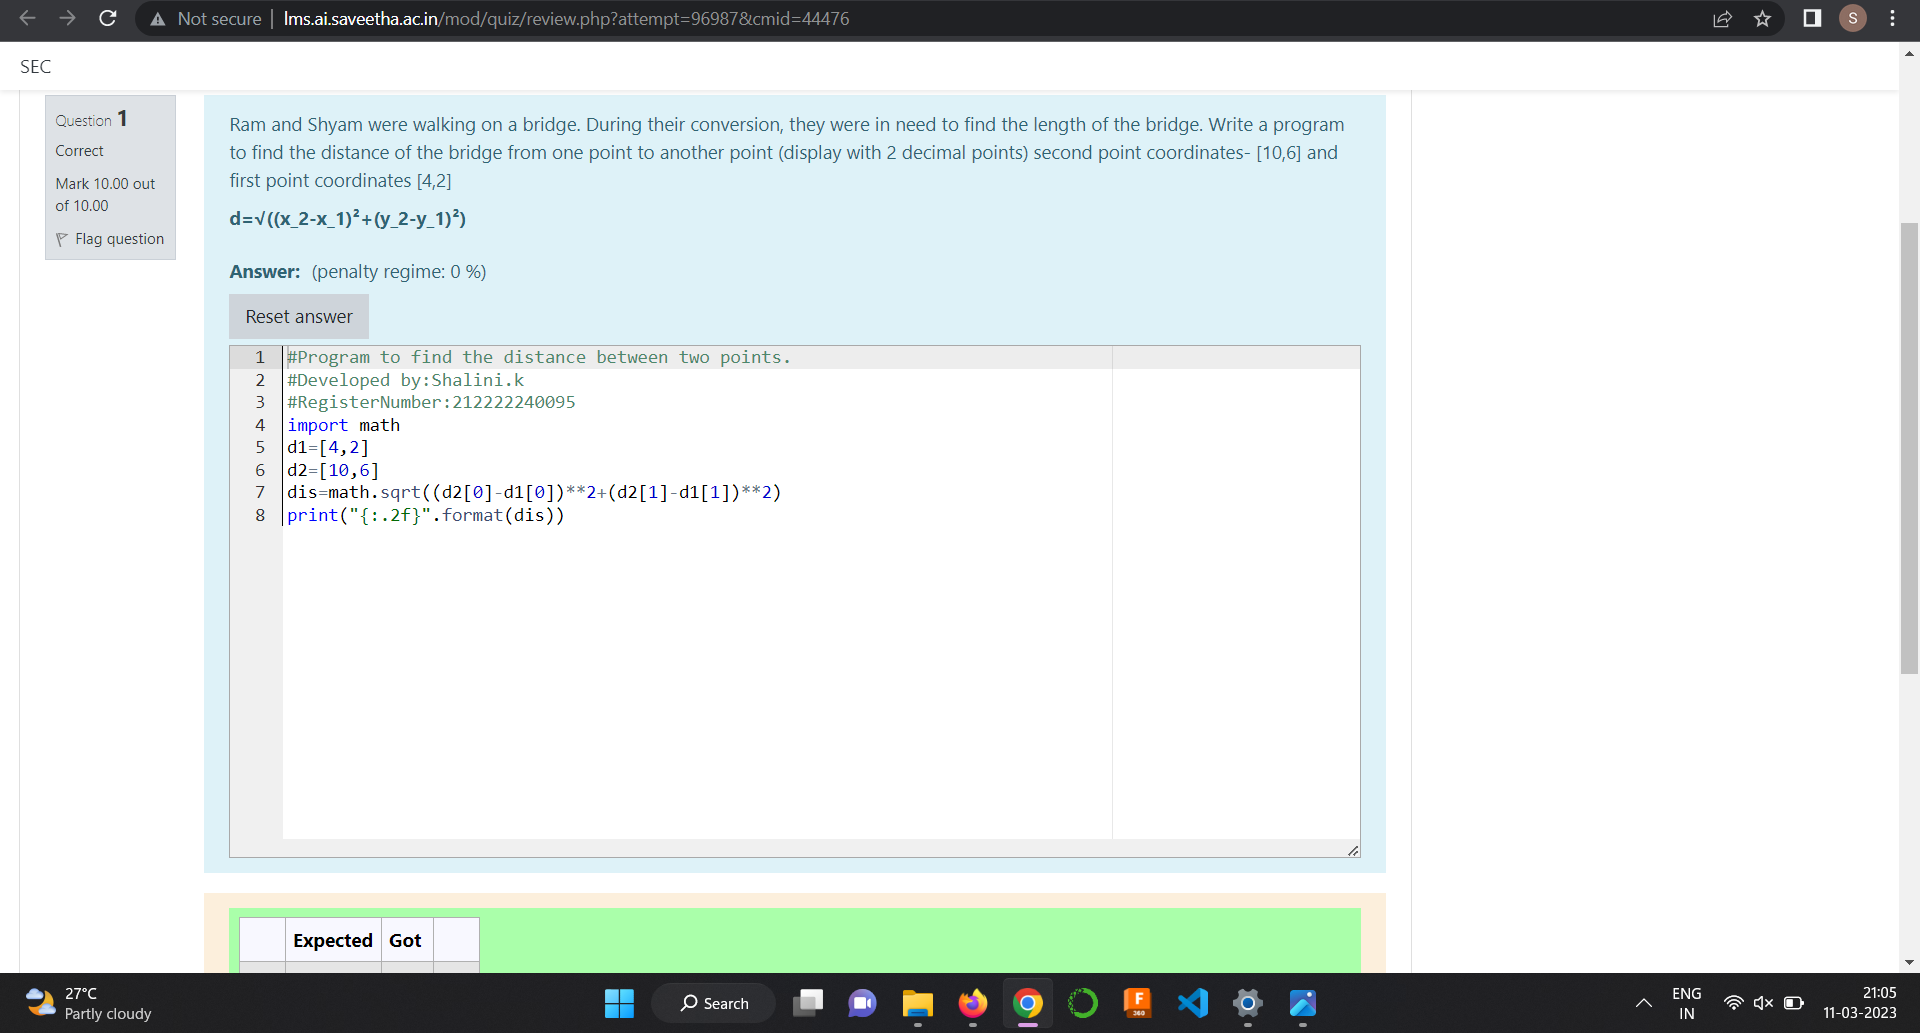 Not secure | lms.ai.saveetha.ac.in/mod/quiz/review.php?attempt=96987&cmid=44476
S
SEC
Question 1
Correct
Mark 10.00 out
of 10.00
Flag question
Ram and Shyam were walking on a bridge. During their conversion, they were in need to find the length of the bridge. Write a program
to find the distance of the bridge from one point to another point (display with 2 decimal points) second point coordinates- [10,6] and
first point coordinates [4,2]
d=√((x_2-x_1)²+(y_2-y_1)²)
Answer: (penalty regime: 0 %)
Reset answer
1 #Program to find the distance between two points.
2 #Developed by:Shalini.k
3 #RegisterNumber:212222240095
4 import math
5 d1=[4,2]
6 d2=[10,6]
7 dis=math.sqrt((d2[0]-d1[0])**2+(d2[1]-d1[1])**2)
8 print("{:.2f}".format(dis))
Expected Got
27°C
Partly cloudy
Search
F
360
ENG
IN
21:05
11-03-2023